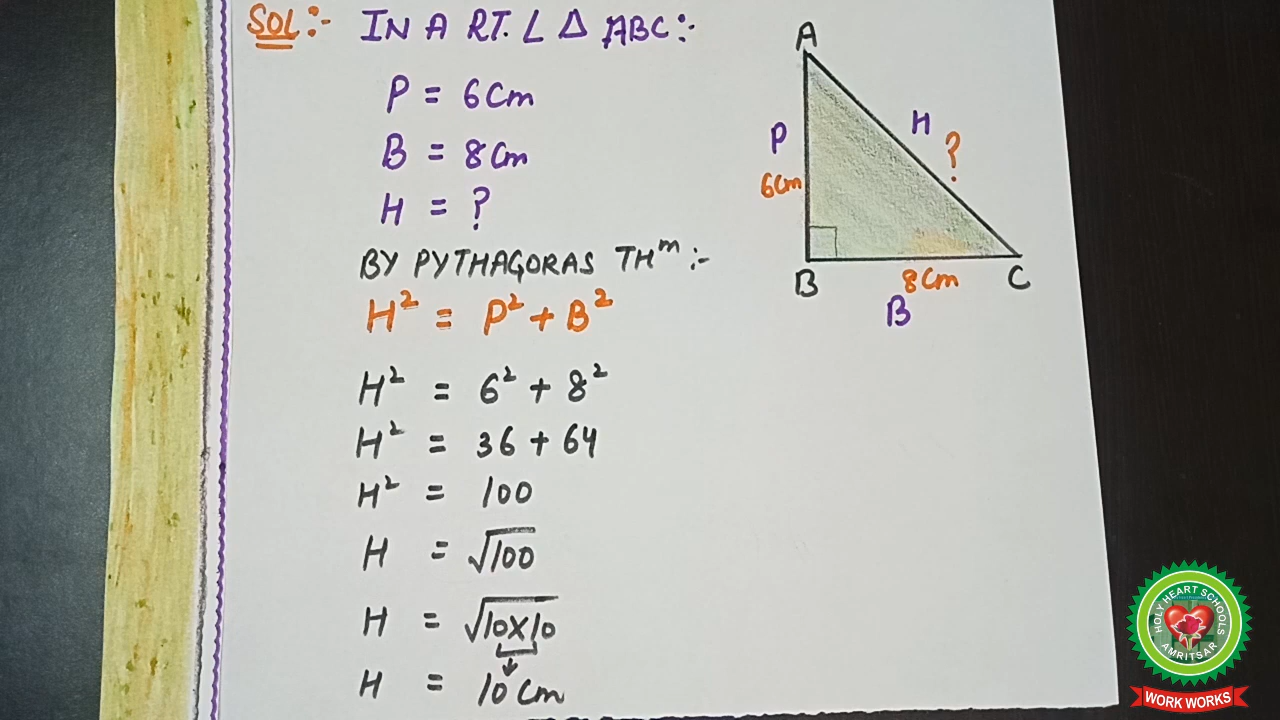 SOL:- IN A RT. ∠ Δ ABC:-
P = 6Cm
B = 8Cm
H = ?
BY PYTHAGORAS THᵐ :-
H² = P² + B²
H² = 6² + 8²
H² = 36 + 64
H² = 100
H = √100
H = √10×10
H = 10 Cm
A
P
H
?
6Cm
B
8Cm
C
B
HOLY HEART SCHOOLS
AMRITSAR
WORK WORKS